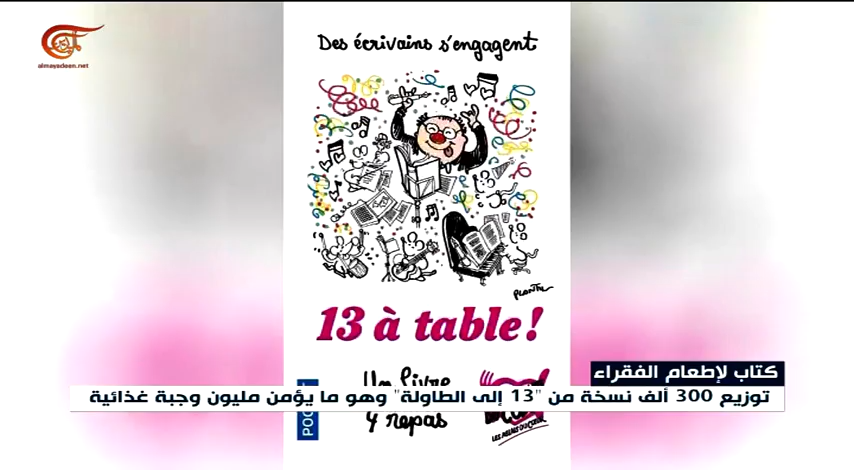 almayadeen.net
Des écrivains s'engagent
PLANTU
13 à table !
Un livre
4 repas
LES RESTOS DU CŒUR
كتاب لإطعام الفقراء
توزيع 300 ألف نسخة من "13 إلى الطاولة" وهو ما يؤمن مليون وجبة غذائية